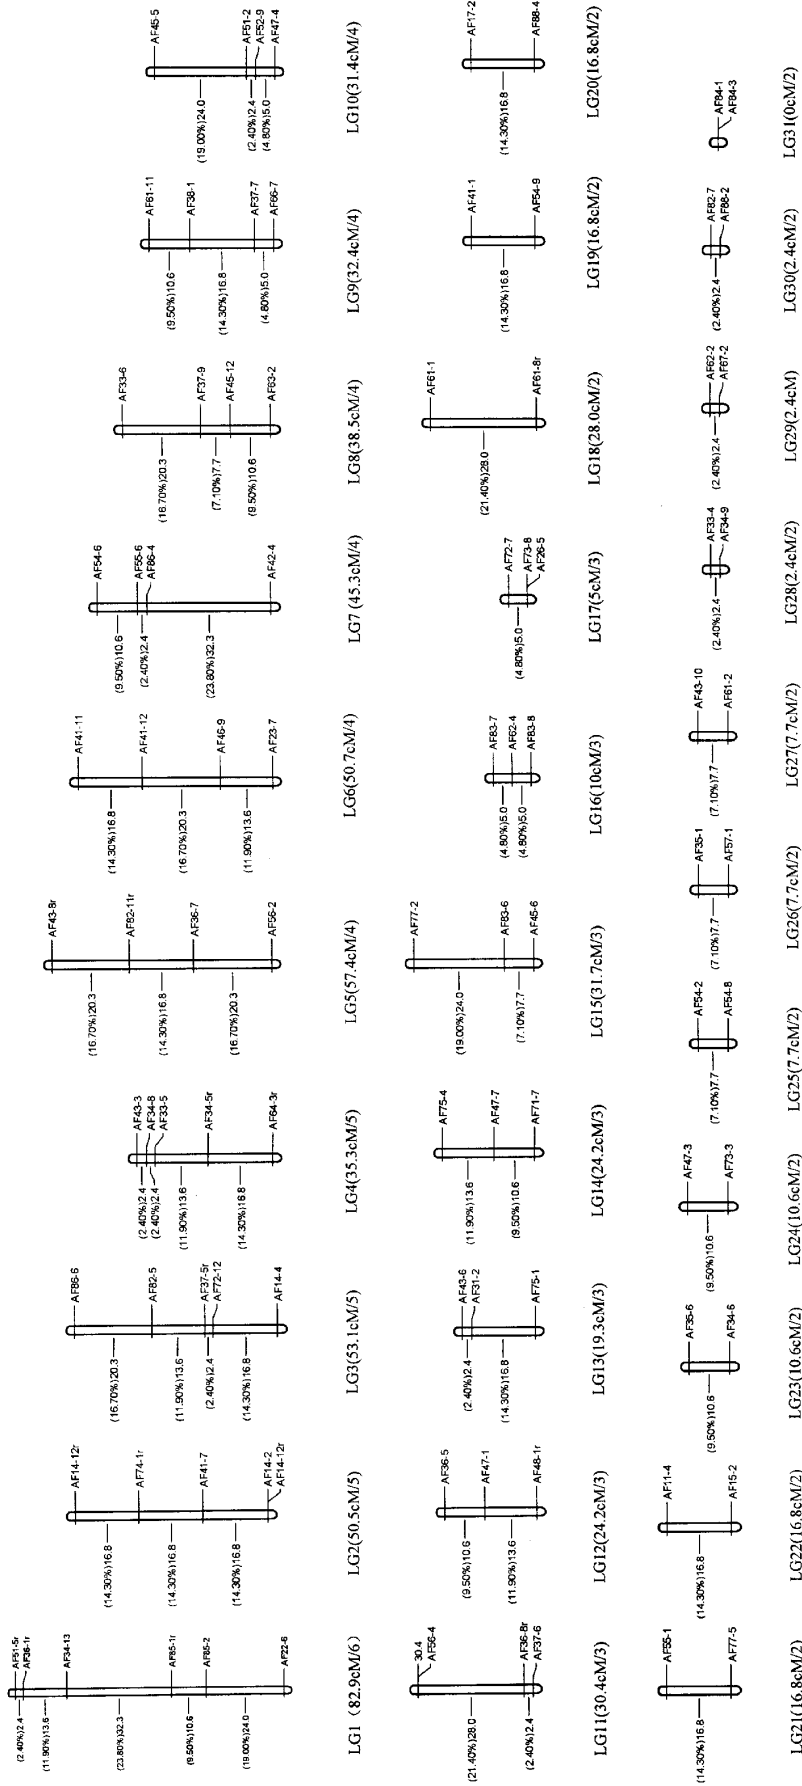 AF51-5r
(2.40%)2.4
AF36-1r
(11.90%)13.6
AF34-13
(23.80%)32.3
AF85-1r
(9.50%)10.6
AF85-2
(19.00%)24.0
AF22-6
LG1 (82.9cM/6)
AF14-12r
(14.30%)16.8
AF74-1r
(14.30%)16.8
AF41-7
(14.30%)16.8
AF14-2
AF14-12r
LG2(50.5cM/5)
AF86-6
(16.70%)20.3
AF82-5
(11.90%)13.6
AF37-5r
(2.40%)2.4
AF72-12
(14.30%)16.8
AF14-4
LG3(53.1cM/5)
AF43-3
(2.40%)2.4
AF34-8
(2.40%)2.4
AF33-5
(11.90%)13.6
AF34-5r
(14.30%)16.8
AF64-3r
LG4(35.3cM/5)
AF43-8r
(16.70%)20.3
AF82-11r
(14.30%)16.8
AF36-7
(16.70%)20.3
AF56-2
LG5(57.4cM/4)
AF41-11
(14.30%)16.8
AF41-12
(16.70%)20.3
AF46-9
(11.90%)13.6
AF23-7
LG6(50.7cM/4)
AF54-6
(9.50%)10.6
AF55-6
(2.40%)2.4
AF86-4
(23.80%)32.3
AF42-4
LG7 (45.3cM/4)
AF33-6
(16.70%)20.3
AF37-9
(7.10%)7.7
AF45-12
(9.50%)10.6
AF63-2
LG8(38.5cM/4)
AF61-11
(9.50%)10.6
AF38-1
(14.30%)16.8
AF37-7
(4.80%)5.0
AF66-7
LG9(32.4cM/4)
AF45-5
(19.00%)24.0
AF51-2
(2.40%)2.4
AF52-9
(4.80%)5.0
AF47-4
LG10(31.4cM/4)
30.4
AF56-4
(21.40%)28.0
AF36-8r
(2.40%)2.4
AF37-6
LG11(30.4cM/3)
AF36-5
(9.50%)10.6
AF47-1
(11.90%)13.6
AF48-1r
LG12(24.2cM/3)
AF43-6
(2.40%)2.4
AF31-2
(14.30%)16.8
AF75-1
LG13(19.3cM/3)
AF75-4
(11.90%)13.6
AF47-7
(9.50%)10.6
AF71-7
LG14(24.2cM/3)
AF77-2
(19.00%)24.0
AF83-6
(7.10%)7.7
AF45-6
LG15(31.7cM/3)
AF83-7
(4.80%)5.0
AF62-4
(4.80%)5.0
AF83-8
LG16(10cM/3)
AF72-7
(4.80%)5.0
AF73-8
AF26-5
LG17(5cM/3)
AF61-1
(21.40%)28.0
AF61-8r
LG18(28.0cM/2)
AF41-1
(14.30%)16.8
AF54-9
LG19(16.8cM/2)
AF17-2
(14.30%)16.8
AF88-4
LG20(16.8cM/2)
AF55-1
(14.30%)16.8
AF77-5
LG21(16.8cM/2)
AF11-4
(14.30%)16.8
AF15-2
LG22(16.8cM/2)
AF35-6
(9.50%)10.6
AF34-6
LG23(10.6cM/2)
AF47-3
(9.50%)10.6
AF73-3
LG24(10.6cM/2)
AF54-2
(7.10%)7.7
AF54-8
LG25(7.7cM/2)
AF35-1
(7.10%)7.7
AF57-1
LG26(7.7cM/2)
AF43-10
(7.10%)7.7
AF61-2
LG27(7.7cM/2)
AF33-4
(2.40%)2.4
AF34-9
LG28(2.4cM/2)
AF62-2
(2.40%)2.4
AF67-2
LG29(2.4cM)
AF82-7
(2.40%)2.4
AF88-2
LG30(2.4cM/2)
AF84-1
AF84-3
LG31(0cM/2)